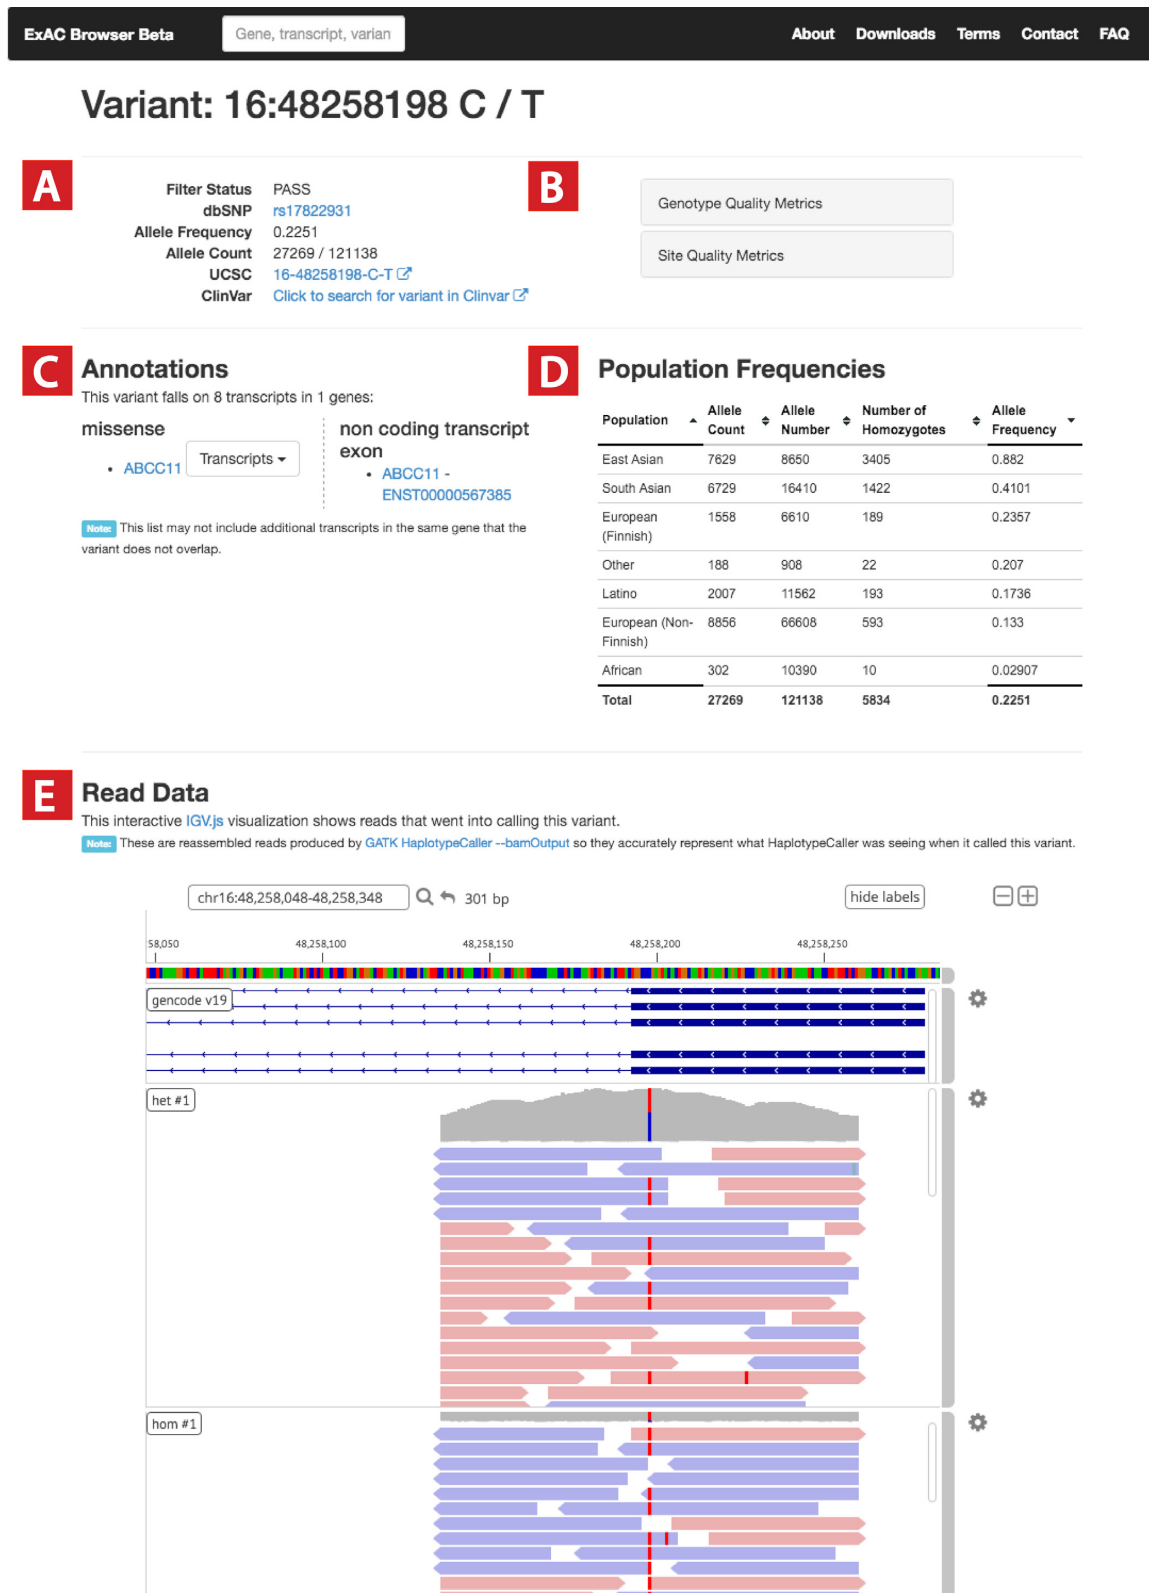 ExAC Browser Beta
Gene, transcript, varian
About Downloads Terms Contact FAQ
Variant: 16:48258198 C / T
A
Filter Status PASS
dbSNP rs17822931
Allele Frequency 0.2251
Allele Count 27269 / 121138
UCSC 16-48258198-C-T
ClinVar Click to search for variant in Clinvar
B
Genotype Quality Metrics
Site Quality Metrics
C
Annotations
This variant falls on 8 transcripts in 1 genes:
missense
ABCC11 Transcripts
non coding transcript
exon
ABCC11 -
ENST00000567385
Note: This list may not include additional transcripts in the same gene that the
variant does not overlap.
D
Population Frequencies
Population Allele Count Allele Number Number of Homozygotes Allele Frequency
East Asian 7629 8650 3405 0.882
South Asian 6729 16410 1422 0.4101
European (Finnish) 1558 6610 189 0.2357
Other 188 908 22 0.207
Latino 2007 11562 193 0.1736
European (Non-Finnish) 8856 66608 593 0.133
African 302 10390 10 0.02907
Total 27269 121138 5834 0.2251
E
Read Data
This interactive IGV.js visualization shows reads that went into calling this variant.
Note: These are reassembled reads produced by GATK HaplotypeCaller --bamOutput so they accurately represent what HaplotypeCaller was seeing when it called this variant.
chr16:48,258,048-48,258,348 301 bp hide labels
58,050 48,258,100 48,258,150 48,258,200 48,258,250
gencode v19
het #1
hom #1